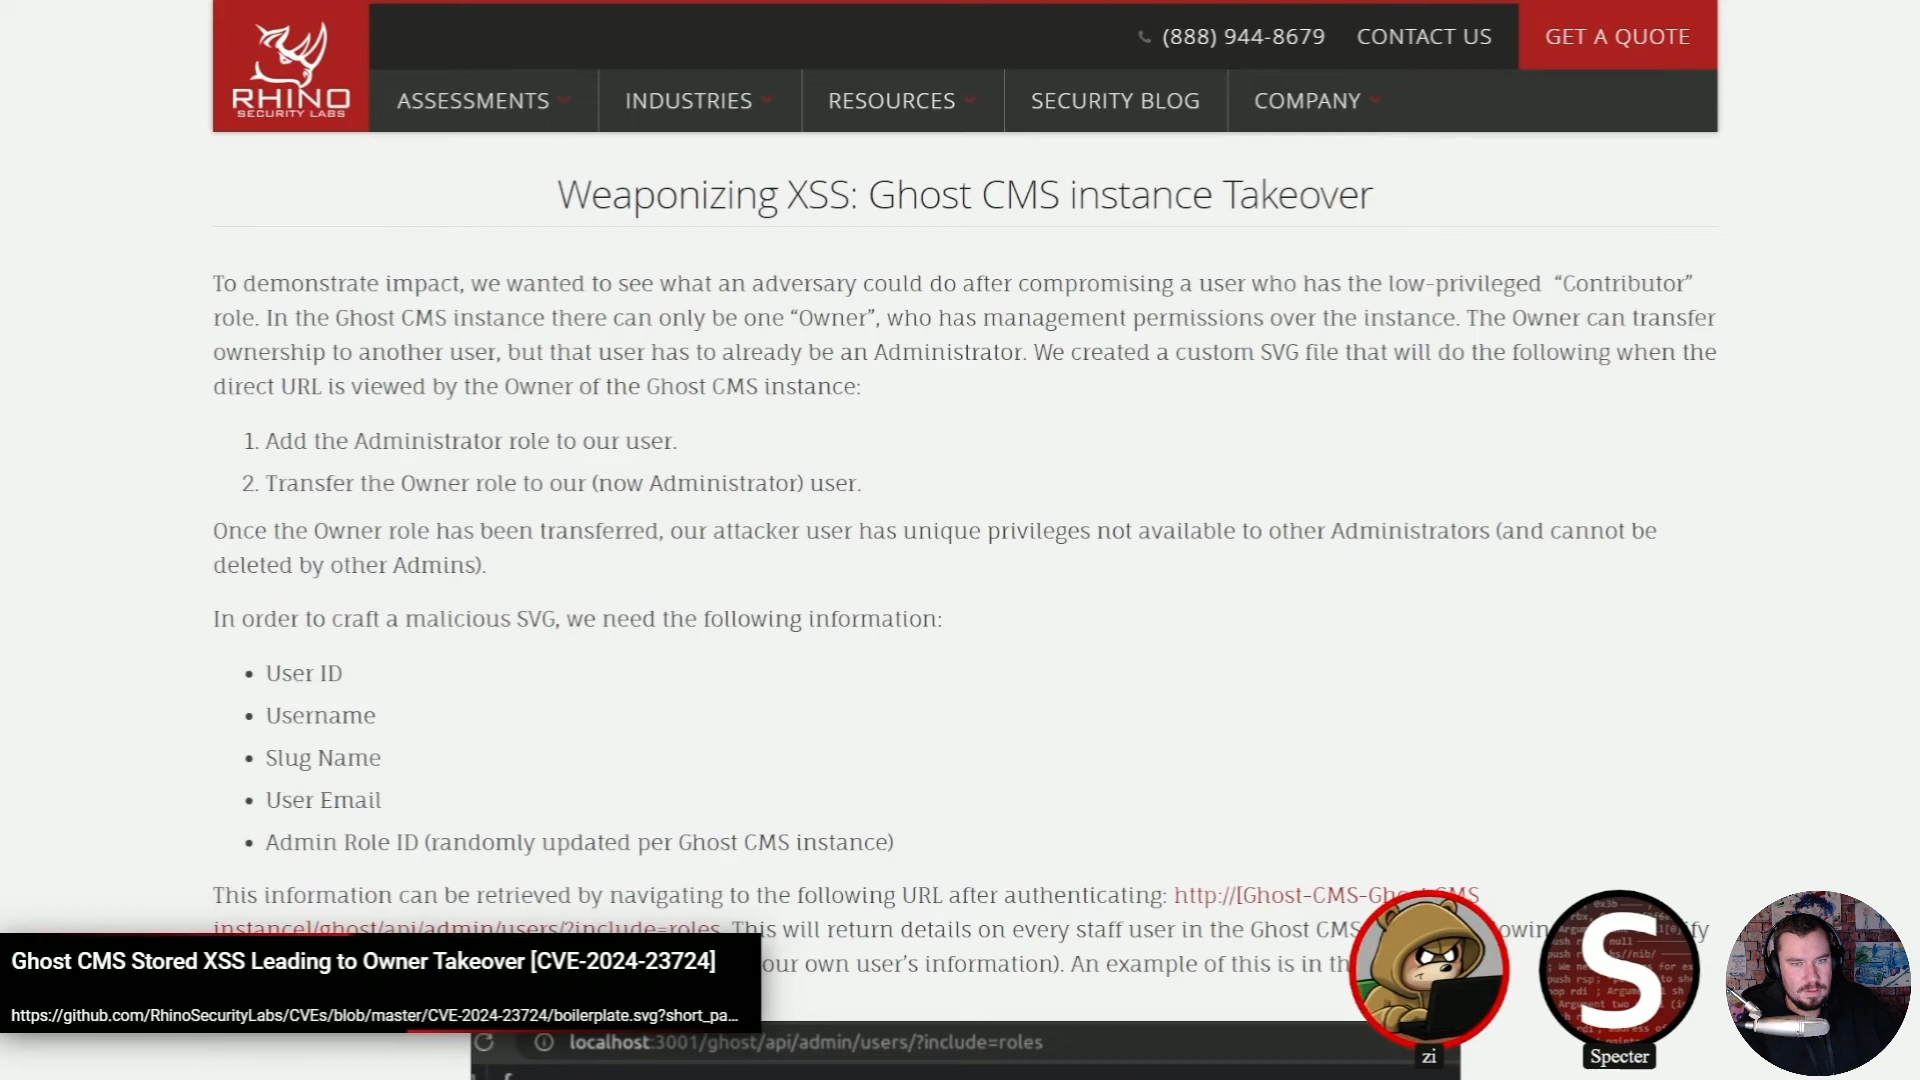 (888) 944-8679 CONTACT US GET A QUOTE
RHINO
SECURITY LABS
ASSESSMENTS INDUSTRIES RESOURCES SECURITY BLOG COMPANY
Weaponizing XSS: Ghost CMS instance Takeover
To demonstrate impact, we wanted to see what an adversary could do after compromising a user who has the low-privileged “Contributor”
role. In the Ghost CMS instance there can only be one “Owner”, who has management permissions over the instance. The Owner can transfer
ownership to another user, but that user has to already be an Administrator. We created a custom SVG file that will do the following when the
direct URL is viewed by the Owner of the Ghost CMS instance:
1. Add the Administrator role to our user.
2. Transfer the Owner role to our (now Administrator) user.
Once the Owner role has been transferred, our attacker user has unique privileges not available to other Administrators (and cannot be
deleted by other Admins).
In order to craft a malicious SVG, we need the following information:
• User ID
• Username
• Slug Name
• User Email
• Admin Role ID (randomly updated per Ghost CMS instance)
This information can be retrieved by navigating to the following URL after authenticating: http://[Ghost-CMS-Ghost CMS
instance]/ghost/api/admin/users/?include=roles. This will return details on every staff user in the Ghost CMS
our own user’s information). An example of this is in
Ghost CMS Stored XSS Leading to Owner Takeover [CVE-2024-23724]
https://github.com/RhinoSecurityLabs/CVEs/blob/master/CVE-2024-23724/boilerplate.svg?short_pa...
localhost:3001/ghost/api/admin/users/?include=roles
zi
S
Specter